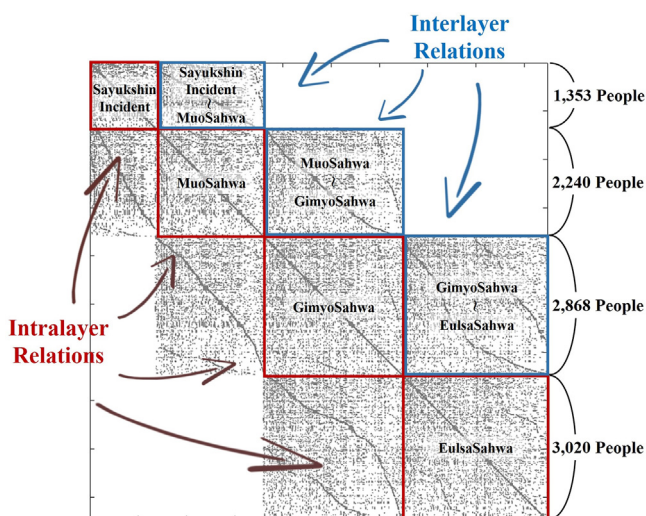 Interlayer
Relations
Sayukshin
Incident
Sayukshin
Incident
~
MuoSahwa
1,353 People
MuoSahwa
MuoSahwa
~
GimyoSahwa
2,240 People
GimyoSahwa
GimyoSahwa
~
EulsaSahwa
2,868 People
Intralayer
Relations
EulsaSahwa
3,020 People